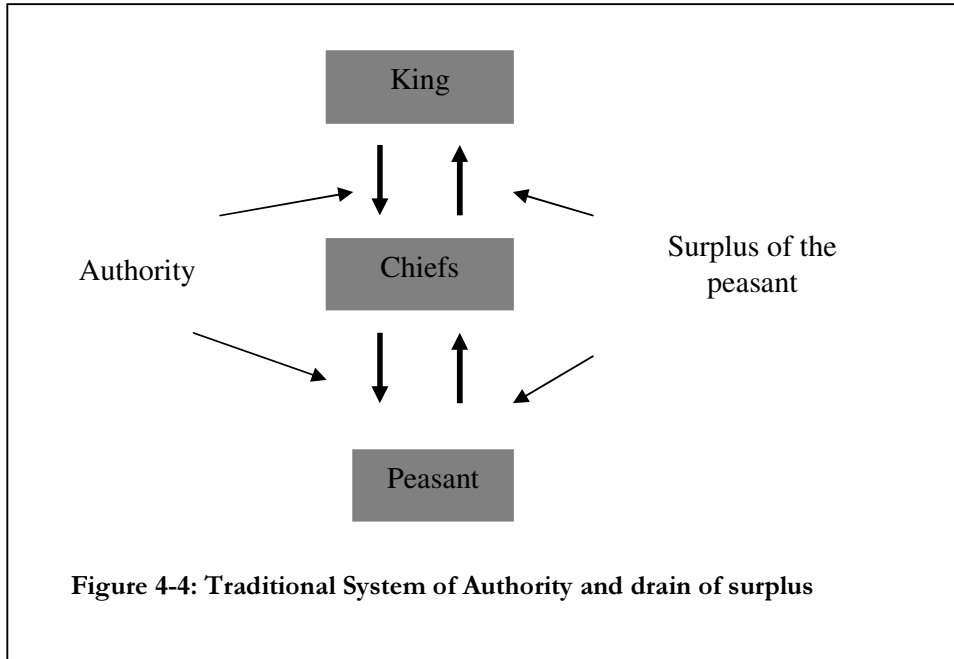 King
Authority
Chiefs
Surplus of the
peasant
Peasant
Figure 4-4: Traditional System of Authority and drain of surplus